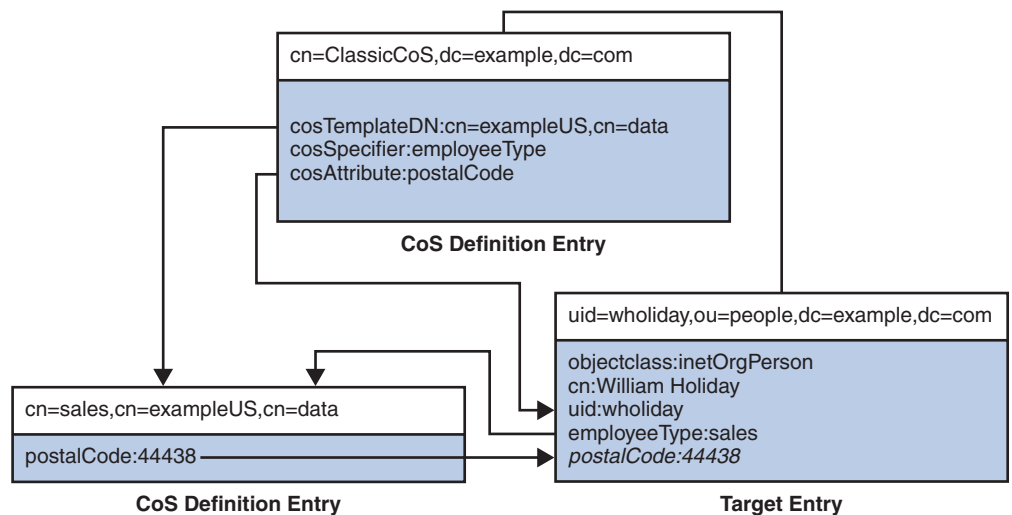 cn=ClassicCoS,dc=example,dc=com
cosTemplateDN:cn=exampleUS,cn=data
cosSpecifier:employeeType
cosAttribute:postalCode
CoS Definition Entry
uid=wholiday,ou=people,dc=example,dc=com
objectclass:inetOrgPerson
cn:William Holiday
uid:wholiday
employeeType:sales
postalCode:44438
Target Entry
cn=sales,cn=exampleUS,cn=data
postalCode:44438
CoS Definition Entry